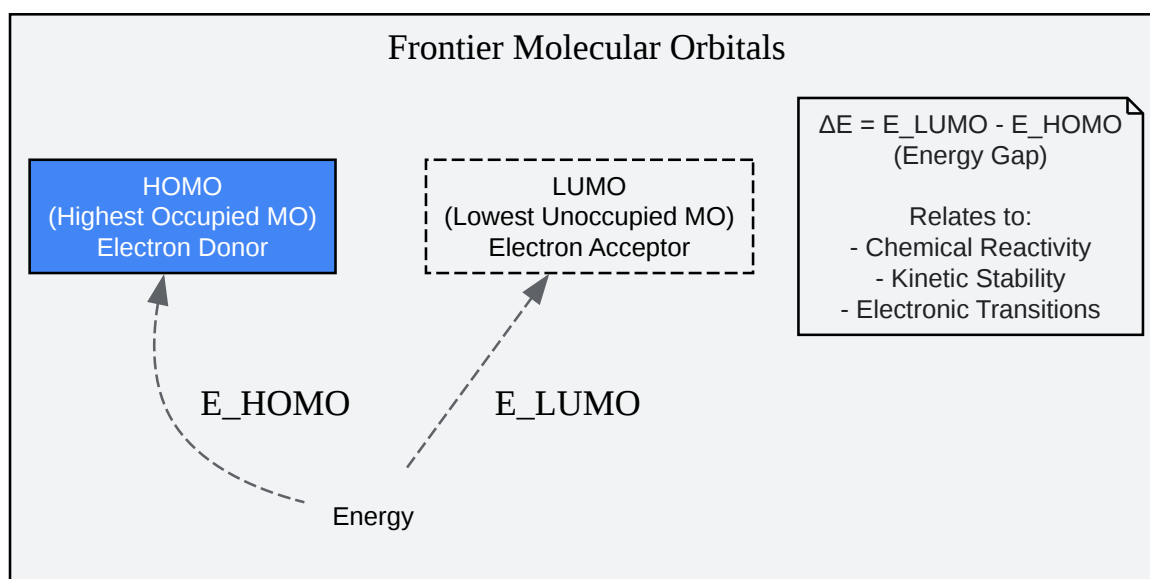 Frontier Molecular Orbitals
HOMO
(Highest Occupied MO)
Electron Donor
LUMO
(Lowest Unoccupied MO)
Electron Acceptor
ΔE = E_LUMO - E_HOMO
(Energy Gap)
Relates to:
- Chemical Reactivity
- Kinetic Stability
- Electronic Transitions
E_HOMO
E_LUMO
Energy